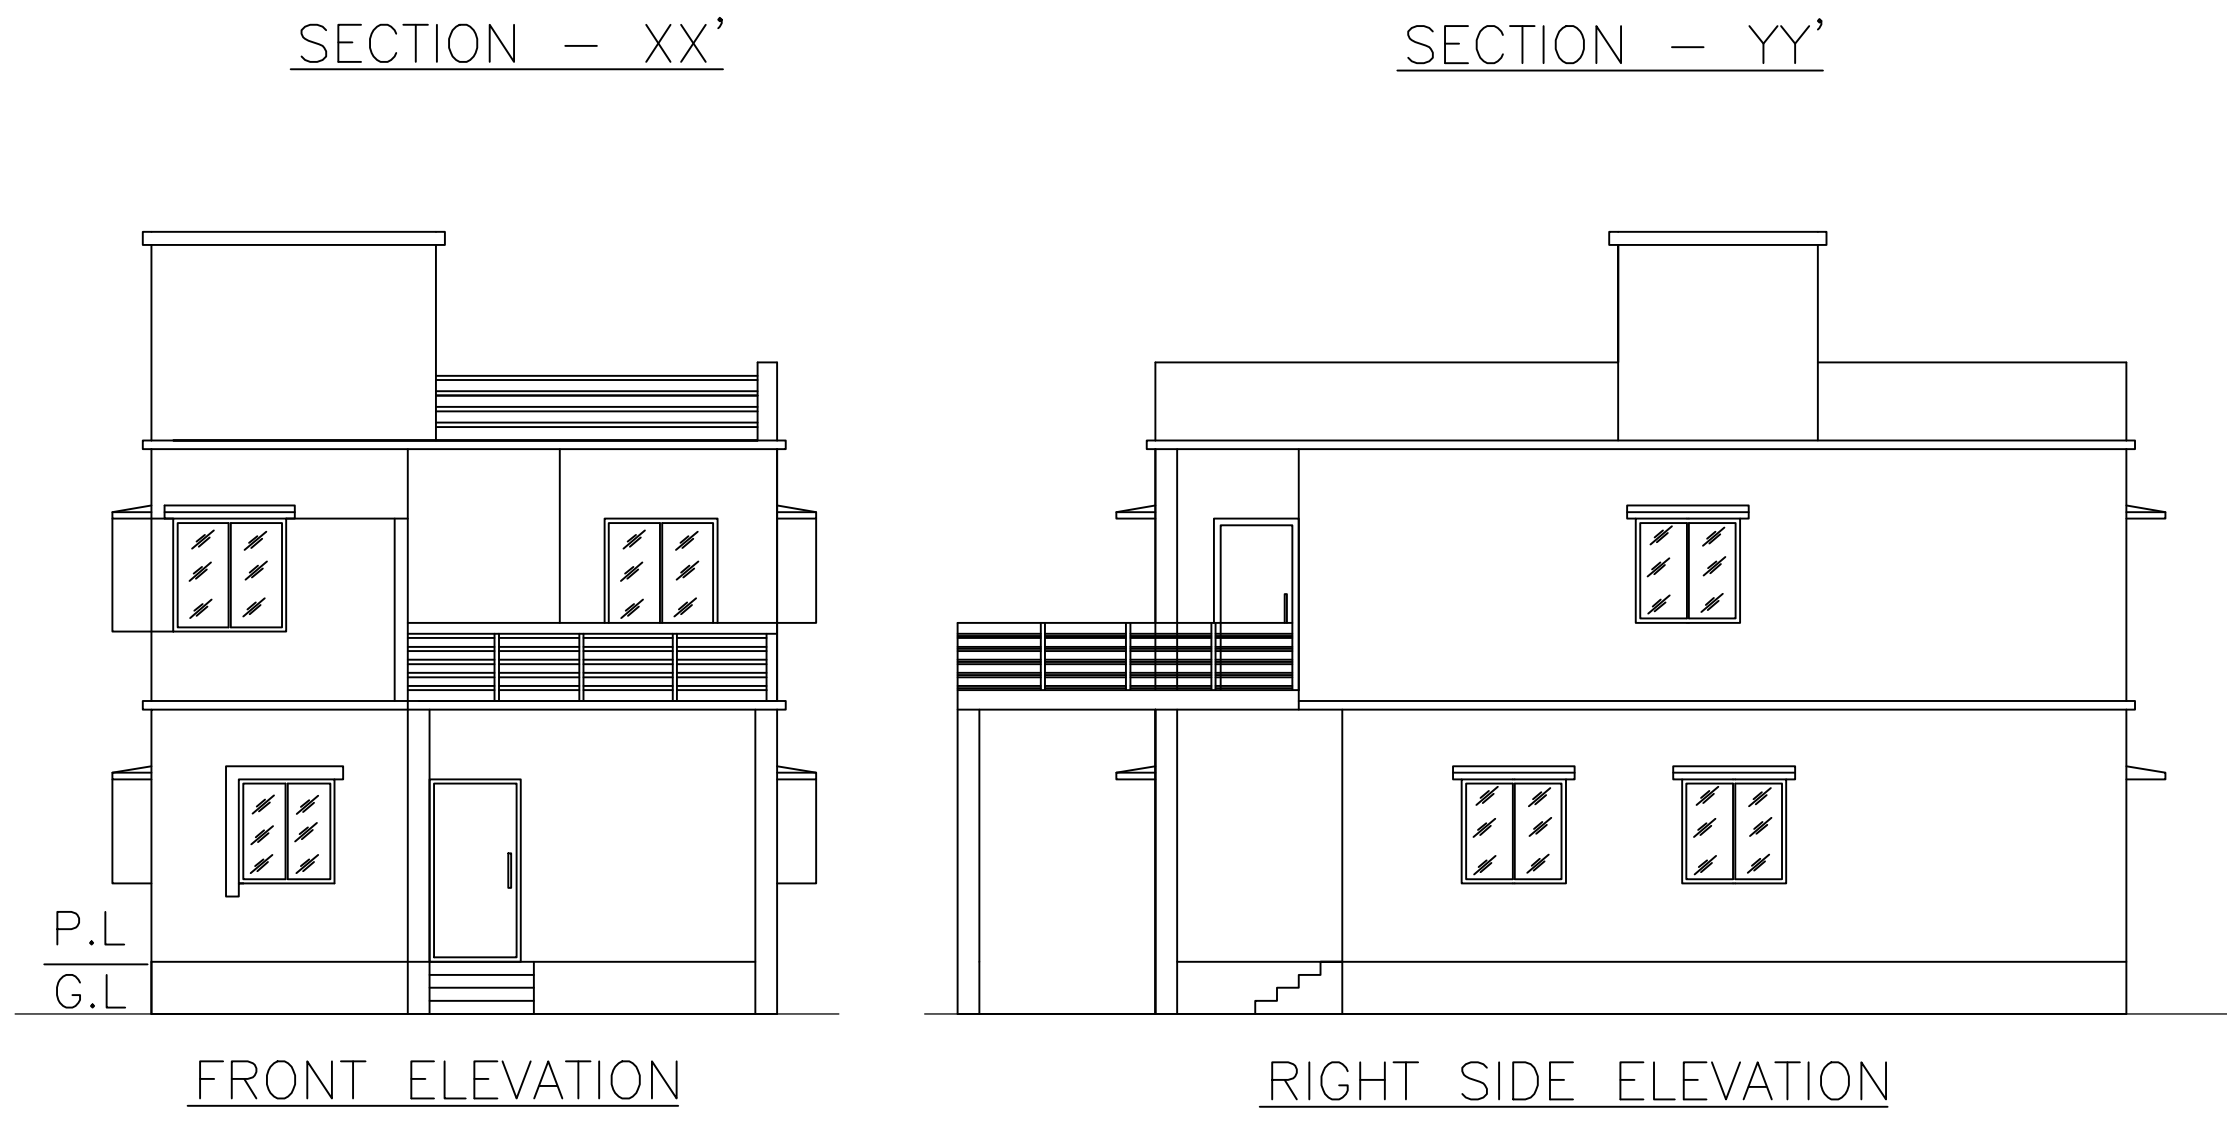 SECTION – XX'
SECTION – YY'
P.L
G.L
FRONT ELEVATION
RIGHT SIDE ELEVATION